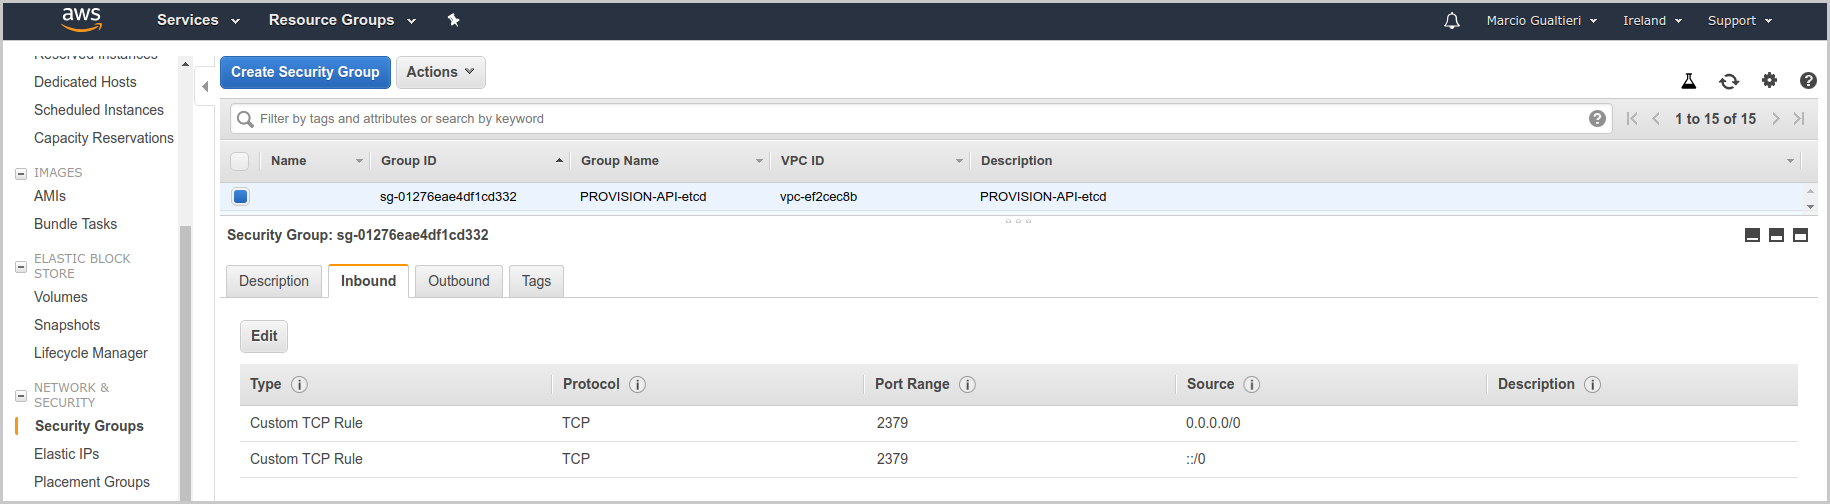 aws Services Resource Groups Marcio Gualtieri Ireland Support
Reserved Instances
Dedicated Hosts
Scheduled Instances
Capacity Reservations
IMAGES
AMIs
Bundle Tasks
ELASTIC BLOCK
STORE
Volumes
Snapshots
Lifecycle Manager
NETWORK &
SECURITY
Security Groups
Elastic IPs
Placement Groups
Create Security Group Actions
Filter by tags and attributes or search by keyword 1 to 15 of 15
Name Group ID Group Name VPC ID Description
sg-01276eae4df1cd332 PROVISION-API-etcd vpc-ef2cec8b PROVISION-API-etcd
Security Group: sg-01276eae4df1cd332
Description Inbound Outbound Tags
Edit
Type Protocol Port Range Source Description
Custom TCP Rule TCP 2379 0.0.0.0/0
Custom TCP Rule TCP 2379 ::/0